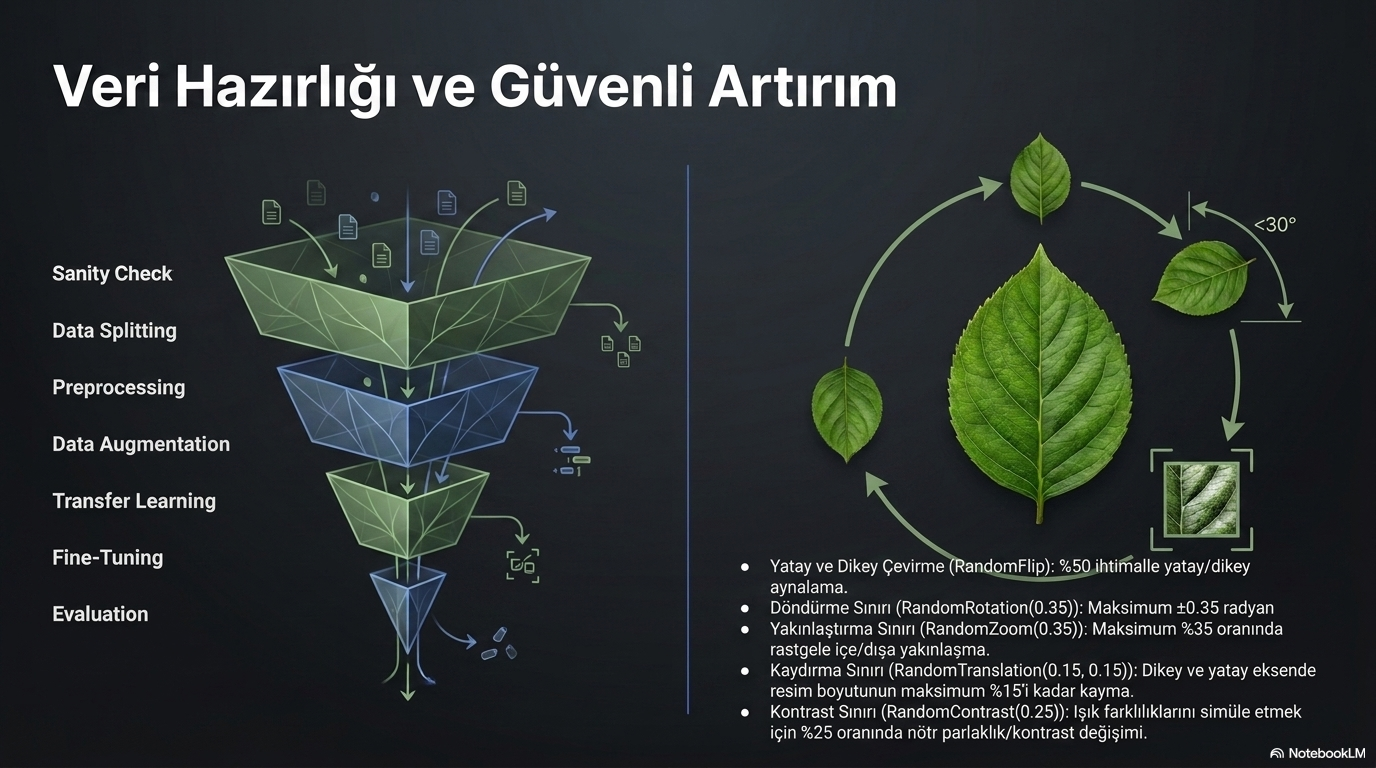 Veri Hazırlığı ve Güvenli Artırım
Sanity Check
Data Splitting
Preprocessing
Data Augmentation
Transfer Learning
Fine-Tuning
Evaluation
<30°
• Yatay ve Dikey Çevirme (RandomFlip): %50 ihtimalle yatay/dikey
aynalama.
• Döndürme Sınırı (RandomRotation(0.35)): Maksimum ±0.35 radyan
• Yakınlaştırma Sınırı (RandomZoom(0.35)): Maksimum %35 oranında
rastgele içe/dışa yakınlaşma.
• Kaydırma Sınırı (RandomTranslation(0.15, 0.15)): Dikey ve yatay eksende
resim boyutunun maksimum %15'i kadar kayma.
• Kontrast Sınırı (RandomContrast(0.25)): Işık farklılıklarını simüle etmek
için %25 oranında nötr parlaklık/kontrast değişimi.
NotebookLM